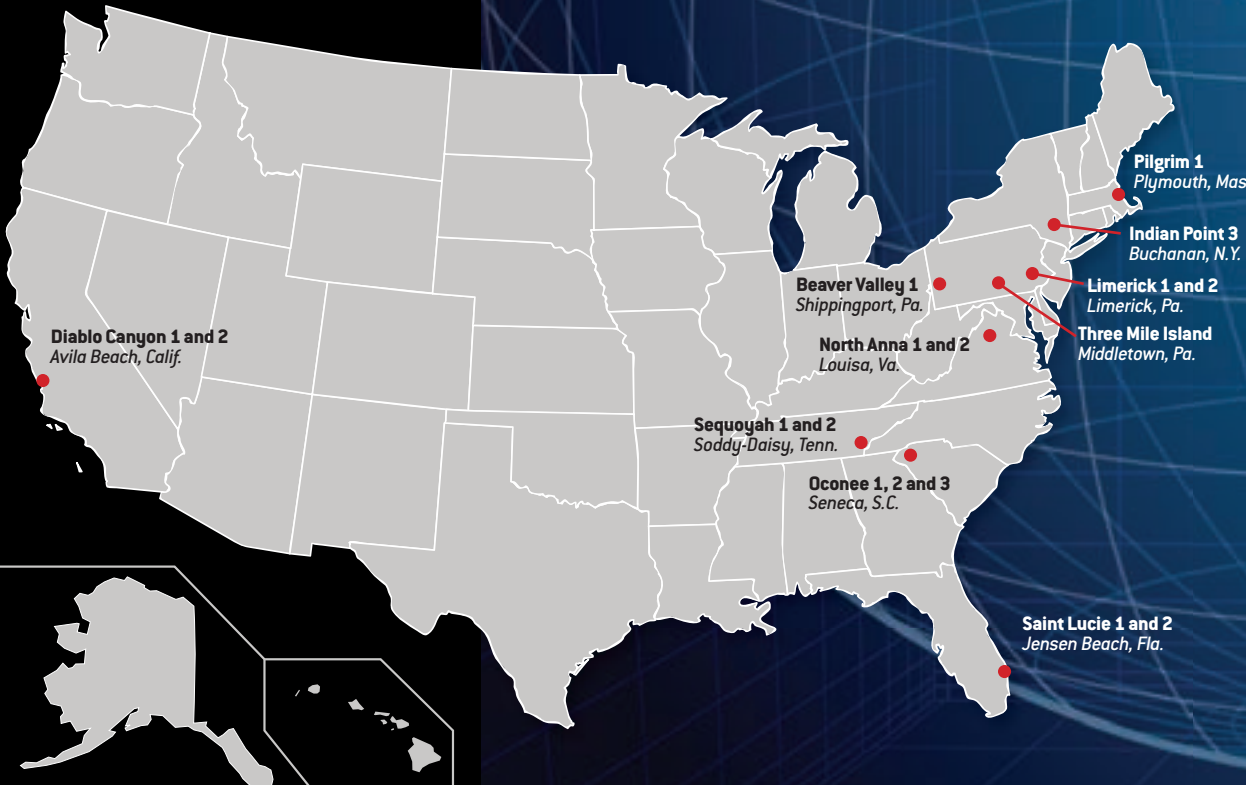 Pilgrim 1
Plymouth, Mas
Indian Point 3
Buchanan, N.Y.
Beaver Valley 1
Shippingport, Pa.
Limerick 1 and 2
Limerick, Pa.
Three Mile Island
Middletown, Pa.
North Anna 1 and 2
Louisa, Va.
Diablo Canyon 1 and 2
Avila Beach, Calif.
Sequoyah 1 and 2
Soddy-Daisy, Tenn.
Oconee 1, 2 and 3
Seneca, S.C.
Saint Lucie 1 and 2
Jensen Beach, Fla.